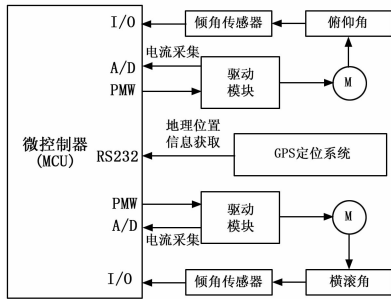 I/O
倾角传感器
俯仰角
A/D
电流采集
PMW
驱动
模块
M
微控制器
(MCU)
RS232
地理位置
信息获取
GPS定位系统
PMW
A/D
电流采集
驱动
模块
M
I/O
倾角传感器
横滚角